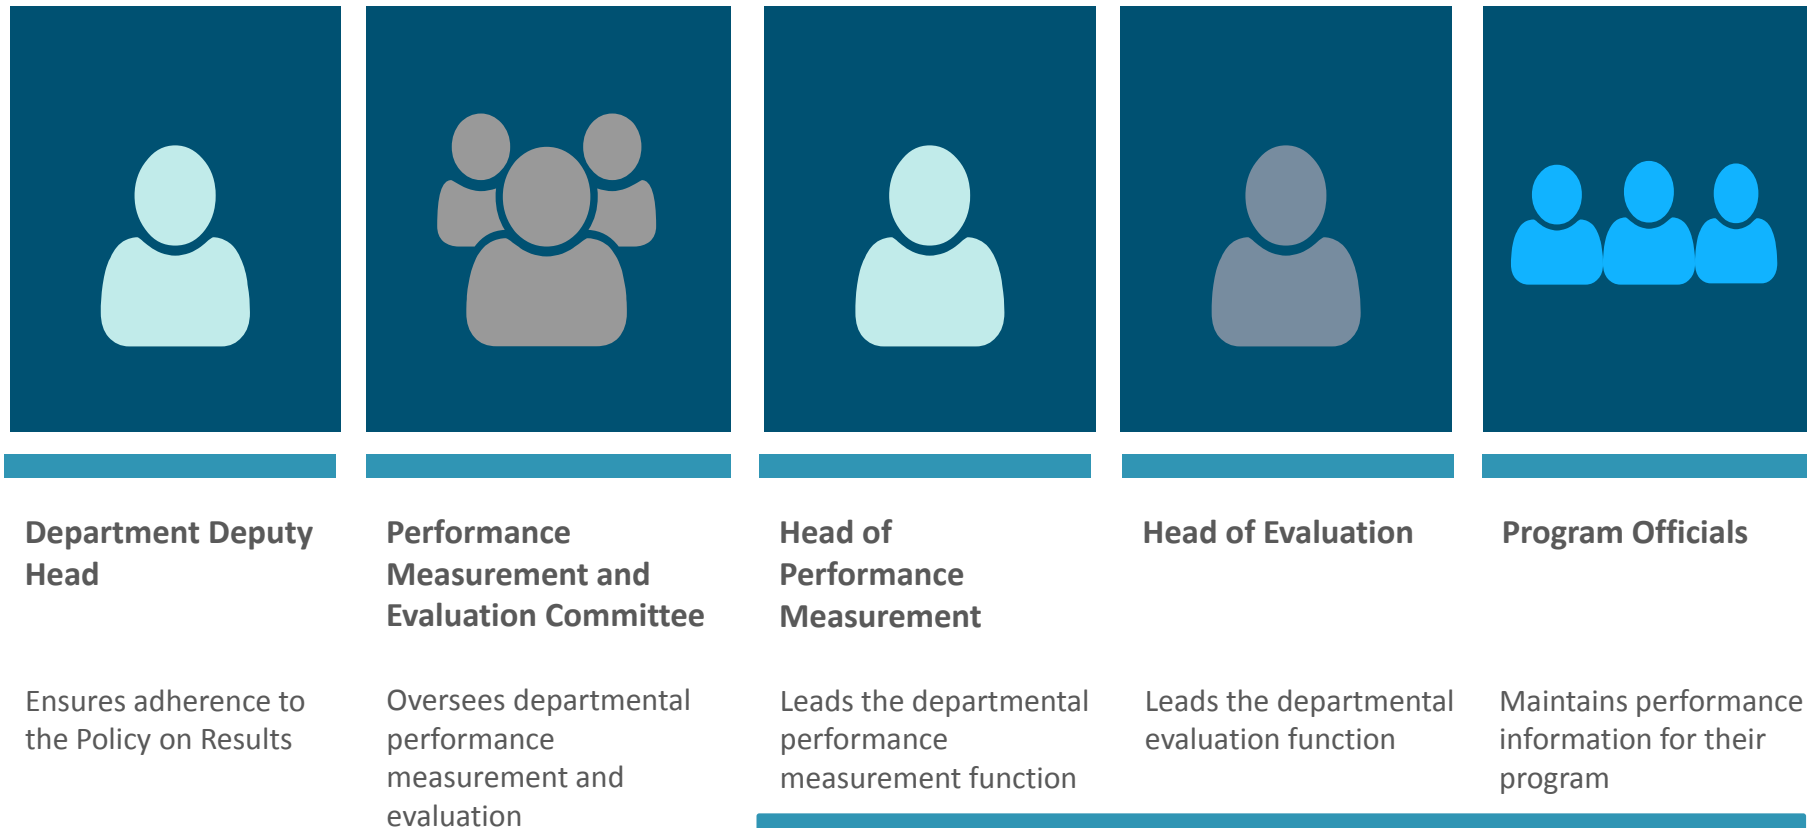 Department Deputy
Head
Ensures adherence to
the Policy on Results
Performance
Measurement and
Evaluation Committee
Oversees departmental
performance
measurement and
evaluation
Head of
Performance
Measurement
Leads the departmental
performance
measurement function
Head of Evaluation
Leads the departmental
evaluation function
Program Officials
Maintains performance
information for their
program